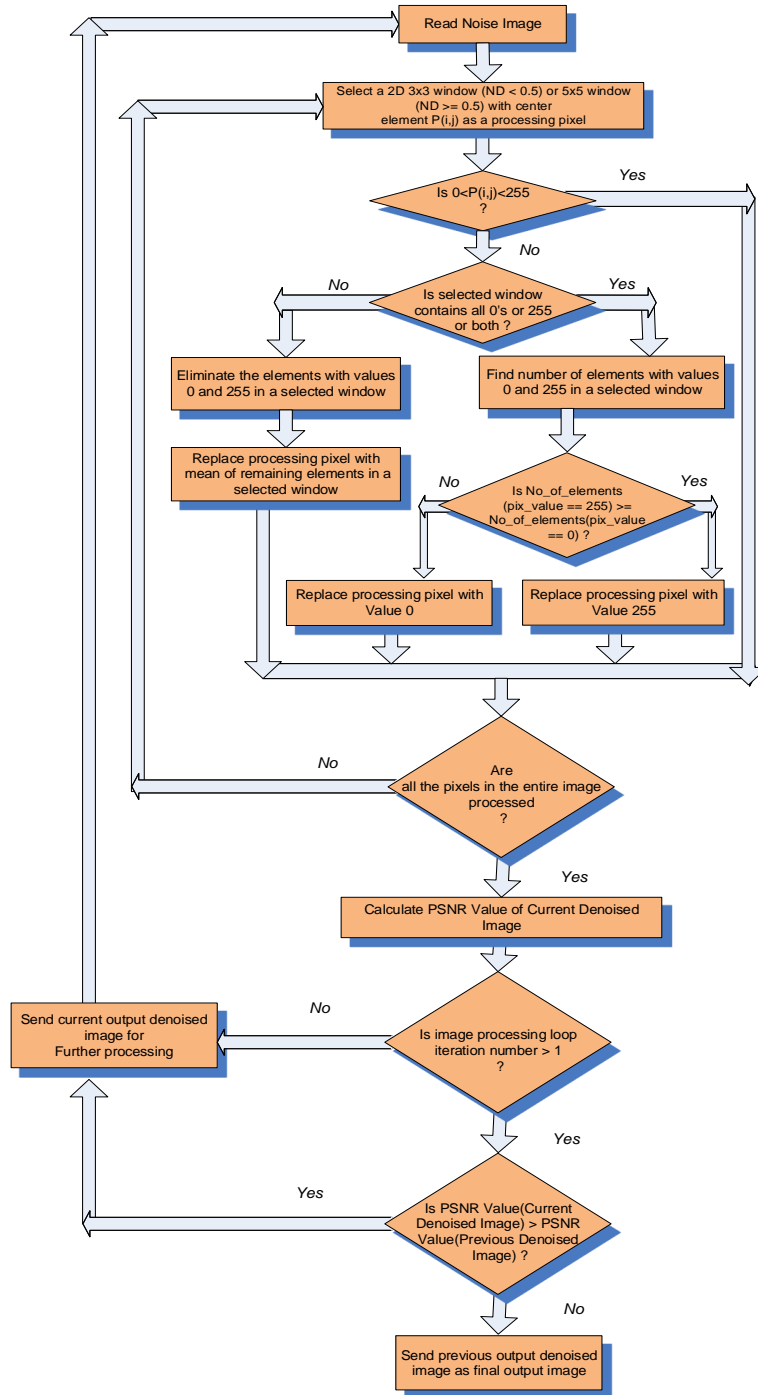 Read Noise Image
Select a 2D 3x3 window (ND < 0.5) or 5x5 window
(ND >= 0.5) with center
element P(i,j) as a processing pixel
Is 0<P(i,j)<255
?
Yes
No
Is selected window
contains all 0's or 255
or both ?
No
Yes
Eliminate the elements with values
0 and 255 in a selected window
Find number of elements with values
0 and 255 in a selected window
Replace processing pixel with
mean of remaining elements in a
selected window
Is No_of_elements
(pix_value == 255) >=
No_of_elements(pix_value
== 0) ?
No
Yes
Replace processing pixel with
Value 0
Replace processing pixel with
Value 255
Are
all the pixels in the entire image
processed
?
No
Yes
Calculate PSNR Value of Current Denoised
Image
Is image processing loop
iteration number > 1
?
No
Send current output denoised
image for
Further processing
Yes
Is PSNR Value(Current
Denoised Image) > PSNR
Value(Previous Denoised
Image) ?
Yes
No
Send previous output denoised
image as final output image